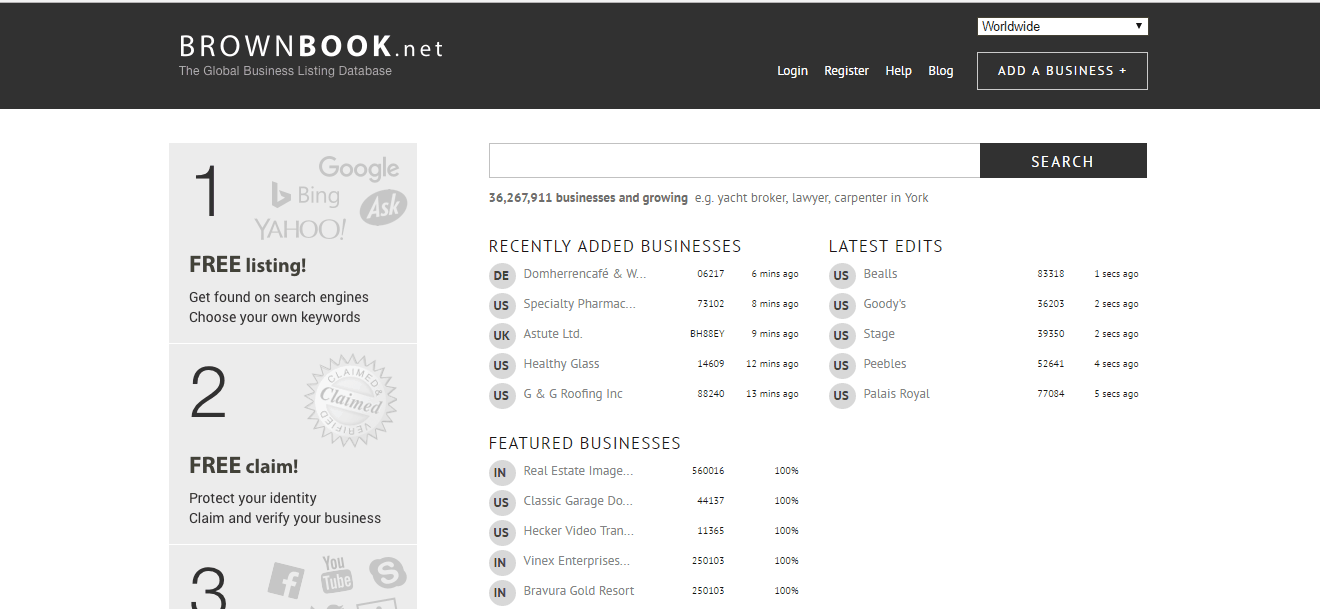 BROWNBOOK.net
The Global Business Listing Database
Worldwide
Login Register Help Blog
ADD A BUSINESS +
1
Google
Bing
Ask
YAHOO!
FREE listing!
Get found on search engines
Choose your own keywords
2
CLAIMED &
Claimed
VERIFIED
FREE claim!
Protect your identity
Claim and verify your business
3
f
You
Tube
S
SEARCH
36,267,911 businesses and growing e.g. yacht broker, lawyer, carpenter in York
RECENTLY ADDED BUSINESSES
DE Domherrencafé & W... 06217 6 mins ago
US Specialty Pharmac... 73102 8 mins ago
UK Astute Ltd. BH88EY 9 mins ago
US Healthy Glass 14609 12 mins ago
US G & G Roofing Inc 88240 13 mins ago
LATEST EDITS
US Bealls 83318 1 secs ago
US Goody's 36203 2 secs ago
US Stage 39350 2 secs ago
US Peebles 52641 4 secs ago
US Palais Royal 77084 5 secs ago
FEATURED BUSINESSES
IN Real Estate Image... 560016 100%
US Classic Garage Do... 44137 100%
US Hecker Video Tran... 11365 100%
IN Vinex Enterprises... 250103 100%
IN Bravura Gold Resort 250103 100%